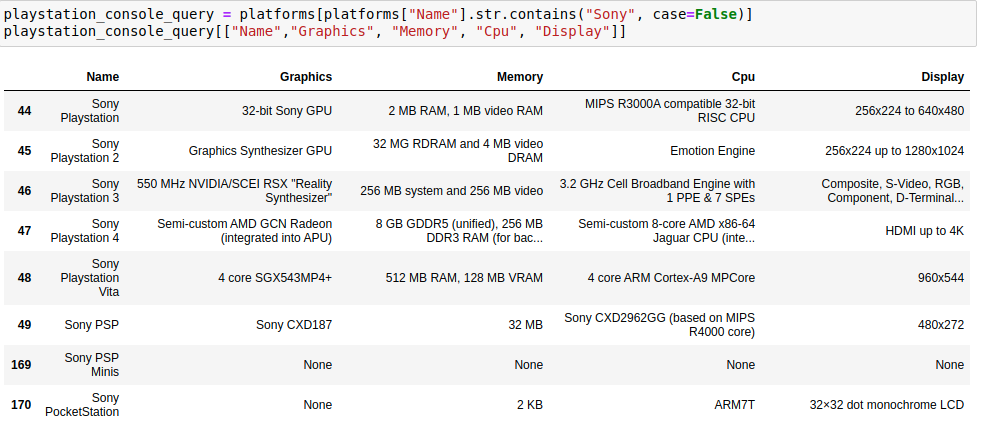 playstation_console_query = platforms[platforms["Name"].str.contains("Sony", case=False)]
playstation_console_query[["Name","Graphics", "Memory", "Cpu", "Display"]]
Name Graphics Memory Cpu Display
44 Sony Playstation 32-bit Sony GPU 2 MB RAM, 1 MB video RAM MIPS R3000A compatible 32-bit RISC CPU 256x224 to 640x480
45 Sony Playstation 2 Graphics Synthesizer GPU 32 MG RDRAM and 4 MB video DRAM Emotion Engine 256x224 up to 1280x1024
46 Sony Playstation 3 550 MHz NVIDIA/SCEI RSX "Reality Synthesizer" 256 MB system and 256 MB video 3.2 GHz Cell Broadband Engine with 1 PPE & 7 SPEs Composite, S-Video, RGB, Component, D-Terminal...
47 Sony Playstation 4 Semi-custom AMD GCN Radeon (integrated into APU) 8 GB GDDR5 (unified), 256 MB DDR3 RAM (for bac... Semi-custom 8-core AMD x86-64 Jaguar CPU (inte... HDMI up to 4K
48 Sony Playstation Vita 4 core SGX543MP4+ 512 MB RAM, 128 MB VRAM 4 core ARM Cortex-A9 MPCore 960x544
49 Sony PSP Sony CXD187 32 MB Sony CXD2962GG (based on MIPS R4000 core) 480x272
169 Sony PSP Minis None None None None
170 Sony PocketStation None 2 KB ARM7T 32×32 dot monochrome LCD